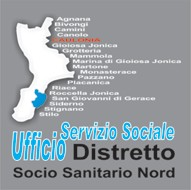 Agnana
Bivongi
Camini
Canolo
CAULONIA
Gioiosa Jonica
Grotteria
Mammola
Marina di Gioiosa Jonica
Martone
Monasterace
Pazzano
Placanica
Riace
Roccella Jonica
San Giovanni di Gerace
Siderno
Stignano
Stilo
Servizio Sociale
Ufficio Distretto
Socio Sanitario Nord